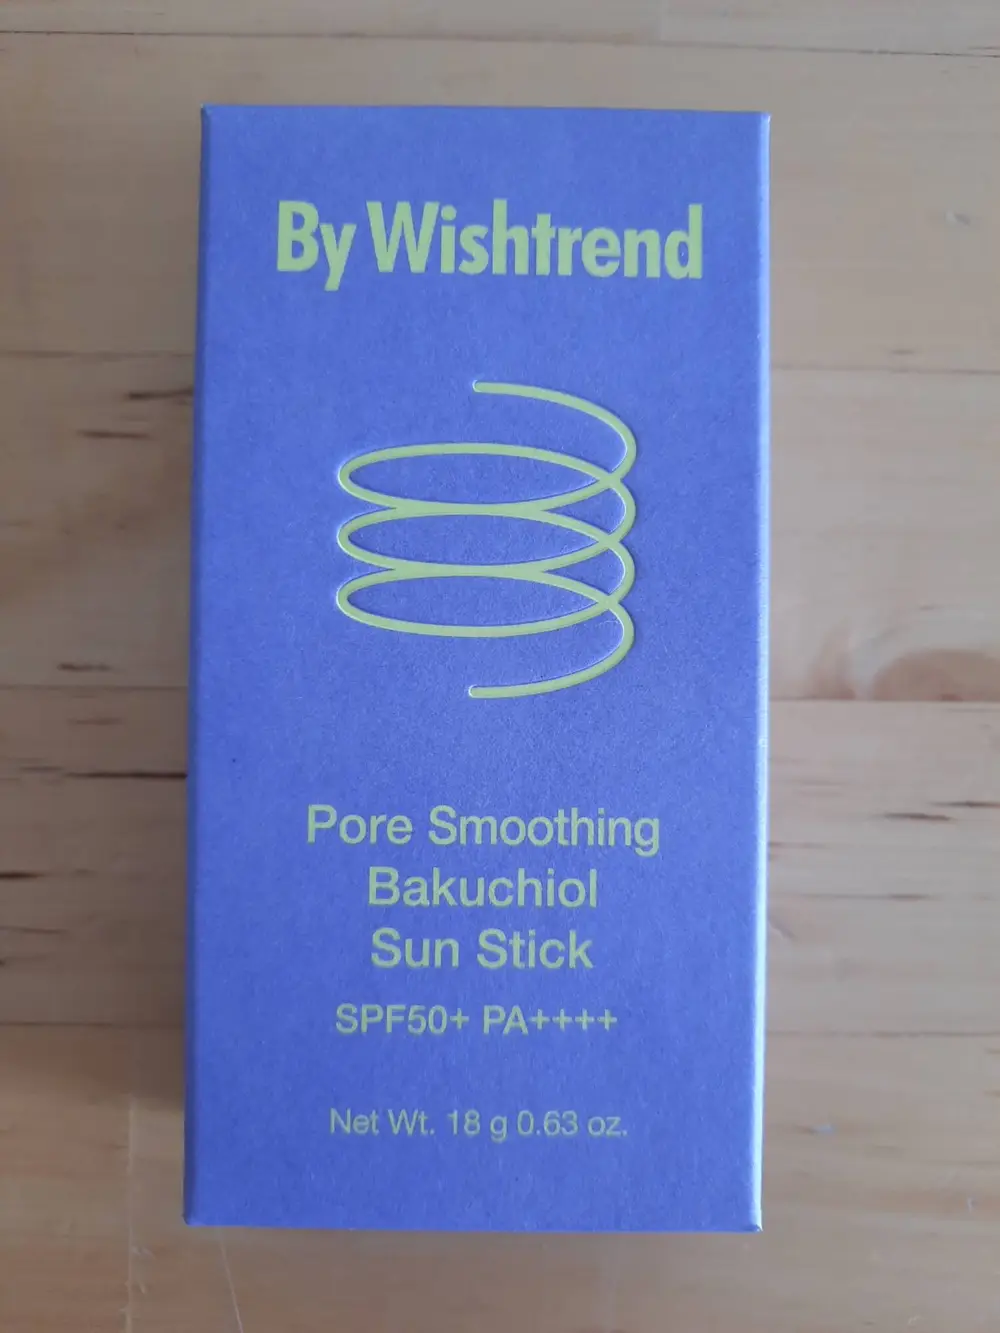 By Wishtrend
Pore Smoothing
Bakuchiol
Sun Stick
SPF50+ PA++++
Net Wt. 18 g 0.63 oz.